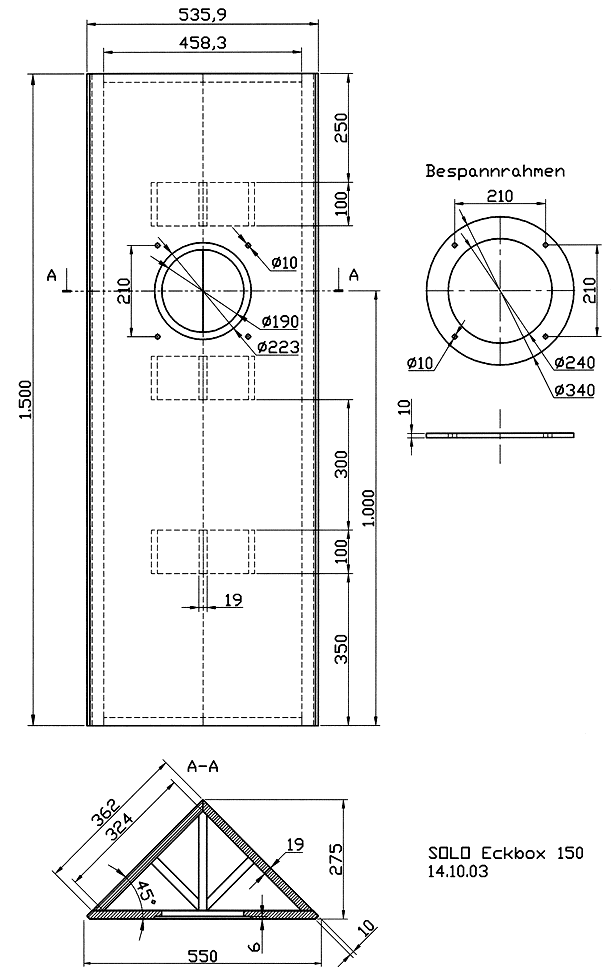 535,9
458,3
250
Bespannrahmen
210
100
A
Ø10
A
210
210
Ø190
Ø223
Ø10
Ø240
Ø340
1.500
10
300
1.000
100
19
350
A-A
362
324
19
275
45°
SOLO Eckbox 150
14.10.03
10
6
550